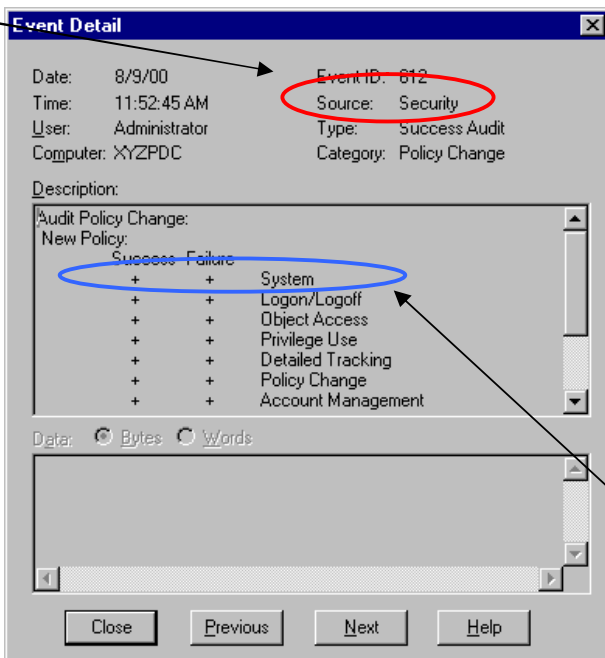 Event Detail
Date: 8/9/00 Event ID: 612
Time: 11:52:45 AM Source: Security
User: Administrator Type: Success Audit
Computer: XYZPDC Category: Policy Change
Description:
Audit Policy Change:
New Policy:
Success Failure
+ + System
+ + Logon/Logoff
+ + Object Access
+ + Privilege Use
+ + Detailed Tracking
+ + Policy Change
+ + Account Management
Data: Bytes Words
Close Previous Next Help